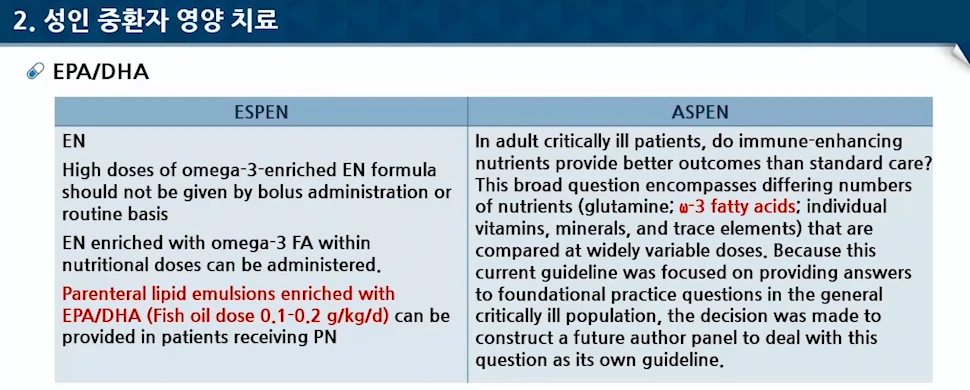 2. 성인 중환자 영양 치료
EPA/DHA
ESPEN
EN
High doses of omega-3-enriched EN formula
should not be given by bolus administration or
routine basis
EN enriched with omega-3 FA within
nutritional doses can be administered.
Parenteral lipid emulsions enriched with
EPA/DHA (Fish oil dose 0.1-0.2 g/kg/d) can be
provided in patients receiving PN
ASPEN
In adult critically ill patients, do immune-enhancing
nutrients provide better outcomes than standard care?
This broad question encompasses differing numbers
of nutrients (glutamine; ω-3 fatty acids; individual
vitamins, minerals, and trace elements) that are
compared at widely variable doses. Because this
current guideline was focused on providing answers
to foundational practice questions in the general
critically ill population, the decision was made to
construct a future author panel to deal with this
question as its own guideline.